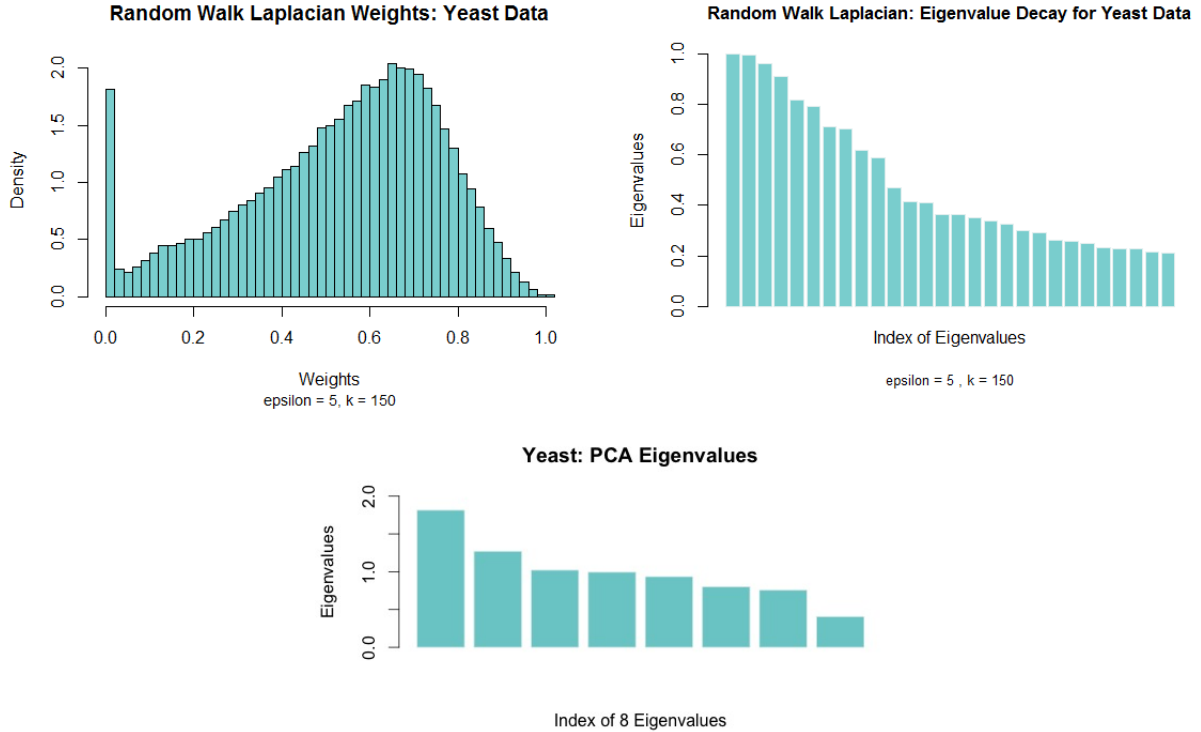 Random Walk Laplacian Weights: Yeast Data
Density
0.0 0.5 1.0 1.5 2.0
0.0 0.2 0.4 0.6 0.8 1.0
Weights
epsilon = 5, k = 150
Random Walk Laplacian: Eigenvalue Decay for Yeast Data
Eigenvalues
0.0 0.2 0.4 0.6 0.8 1.0
Index of Eigenvalues
epsilon = 5 , k = 150
Yeast: PCA Eigenvalues
Eigenvalues
0.0 1.0 2.0
Index of 8 Eigenvalues